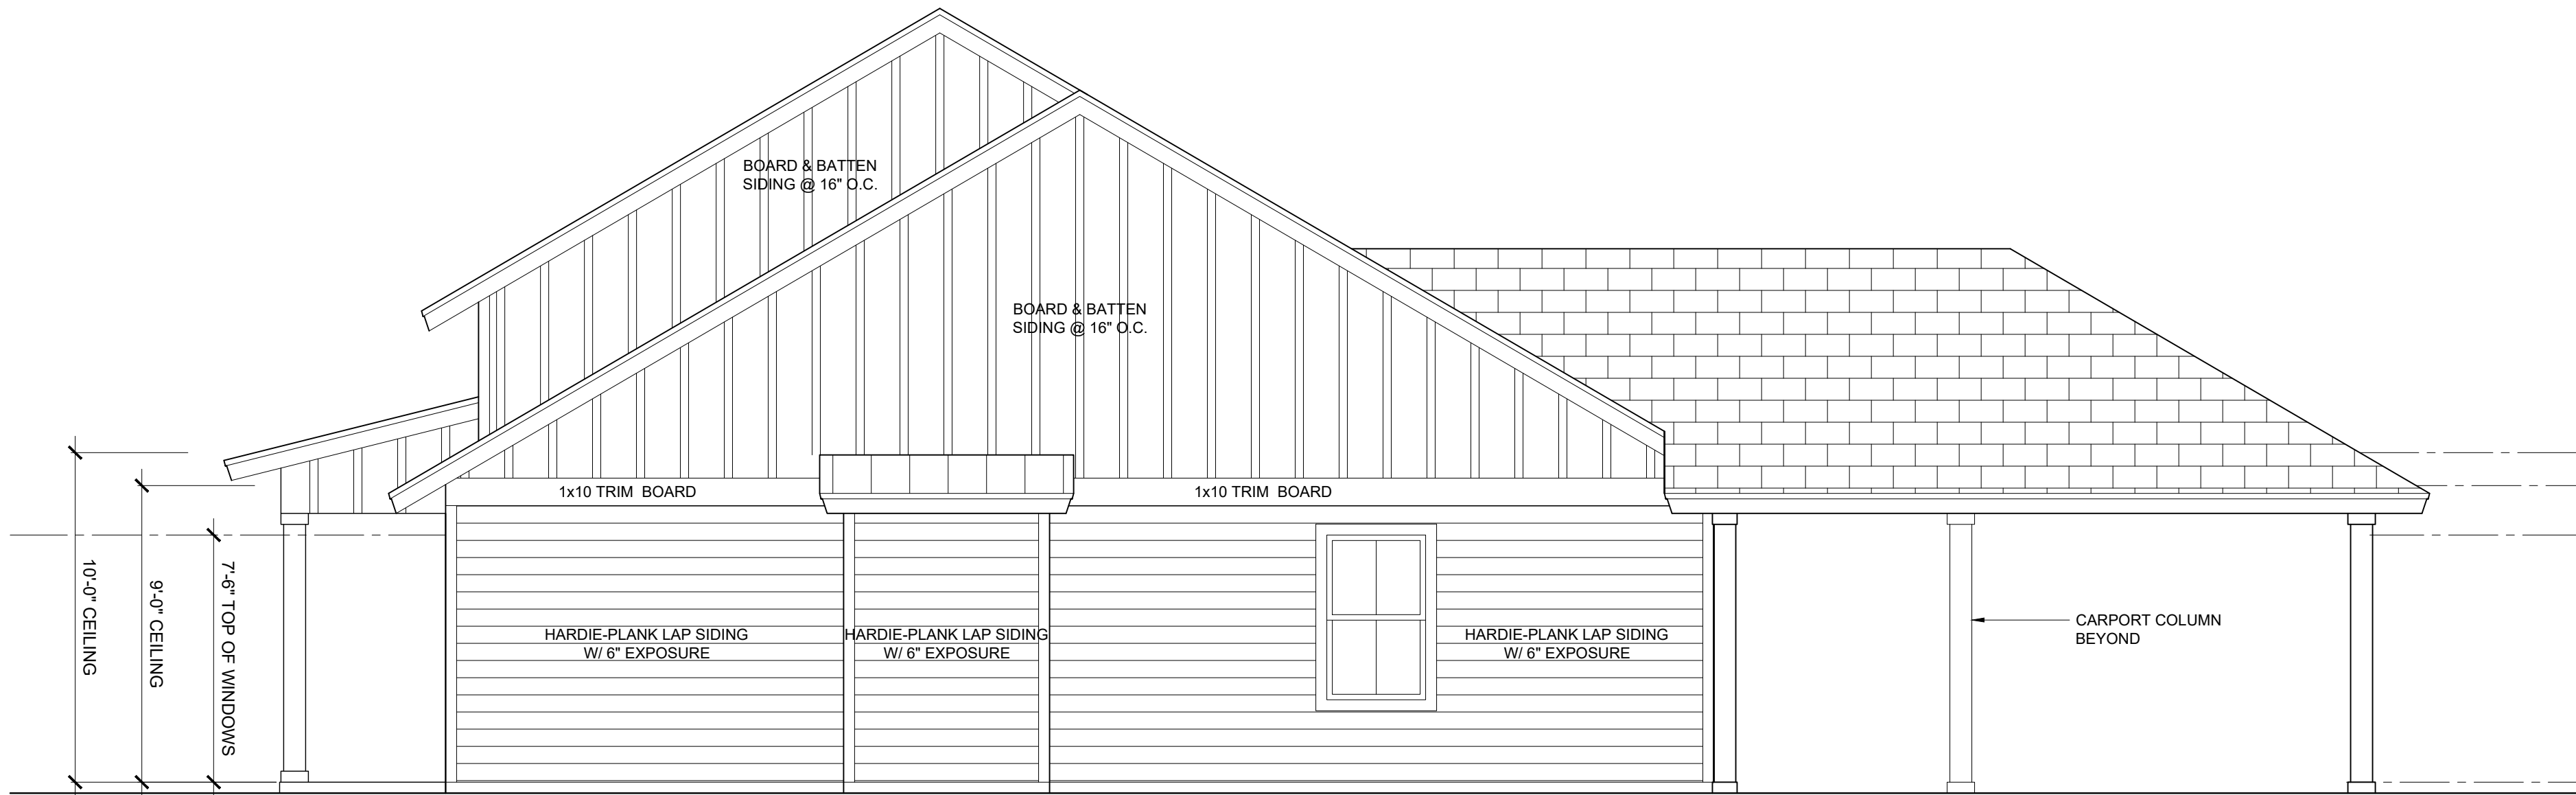 BOARD & BATTEN
SIDING @ 16" O.C.
BOARD & BATTEN
SIDING @ 16" O.C.
1x10 TRIM  BOARD
1x10 TRIM  BOARD
10'-0" CEILING
9'-0" CEILING
7'-6" TOP OF WINDOWS
HARDIE-PLANK LAP SIDING
W/ 6" EXPOSURE
HARDIE-PLANK LAP SIDING
W/ 6" EXPOSURE
HARDIE-PLANK LAP SIDING
W/ 6" EXPOSURE
CARPORT COLUMN
BEYOND